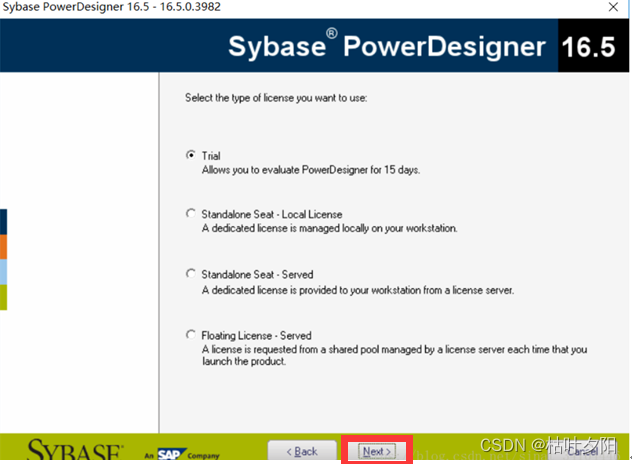 Sybase PowerDesigner 16.5 - 16.5.0.3982
Sybase® PowerDesigner 16.5
Select the type of license you want to use:
Trial
Allows you to evaluate PowerDesigner for 15 days.
Standalone Seat - Local License
A dedicated license is managed locally on your workstation.
Standalone Seat - Served
A dedicated license is provided to your workstation from a license server.
Floating License - Served
A license is requested from a shared pool managed by a license server each time that you
launch the product.
SYBASE An SAP Company
< Back
Next >
Cancel
CSDN @枯叶夕阳